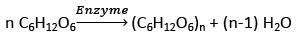 n C6H12O6 Enzyme⟶ (C6H12O6)n + (n-1) H2O